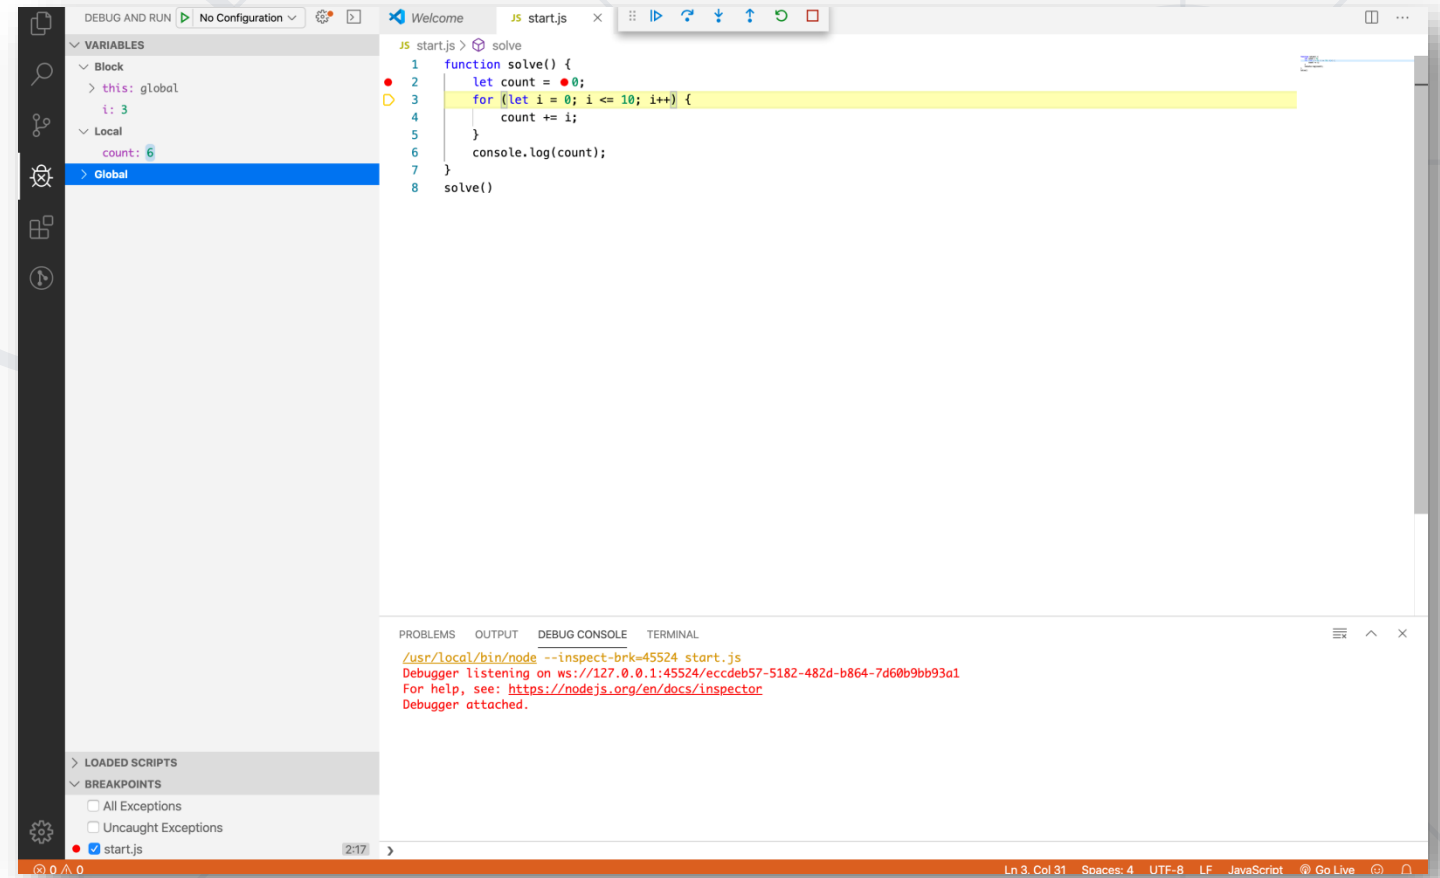 DEBUG AND RUN No Configuration
Welcome
JS start.js
VARIABLES
Block
this: global
i: 3
Local
count: 6
Global
JS start.js > solve
1 function solve() {
2 let count = 0;
3 for (let i = 0; i <= 10; i++) {
4 count += i;
5 }
6 console.log(count);
7 }
8 solve()
PROBLEMS OUTPUT DEBUG CONSOLE TERMINAL
/usr/local/bin/node --inspect-brk=45524 start.js
Debugger listening on ws://127.0.0.1:45524/eccdeb57-5182-482d-b864-7d60b9bb93a1
For help, see: https://nodejs.org/en/docs/inspector
Debugger attached.
LOADED SCRIPTS
BREAKPOINTS
All Exceptions
Uncaught Exceptions
start.js 2:17
0 0
Ln 3, Col 31 Spaces: 4 UTF-8 LF JavaScript Go Live